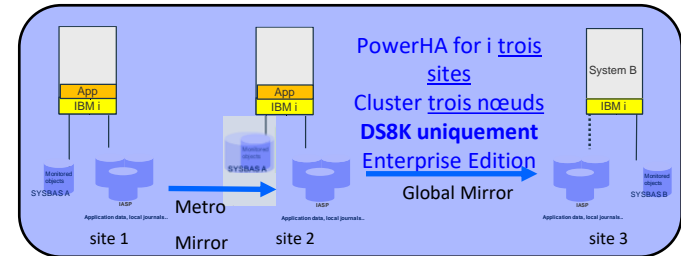 PowerHA for i trois
sites
Cluster trois nœuds
DS8K uniquement
Enterprise Edition
App
IBM i
Monitored
objects
SYSBAS A
IASP
Application data, local journals...
site 1
Metro
Mirror
App
IBM i
Monitored
objects
SYSBAS A
IASP
Application data, local journals...
site 2
Global Mirror
System B
IBM i
IASP
Application data, local journals...
Monitored
objects
SYSBAS B
site 3